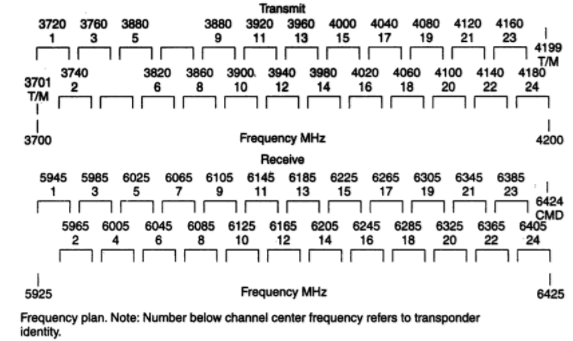 Transmit
3720 3760 3880 3880 3920 3960 4000 4040 4080 4120 4160
1 3 5 9 11 13 15 17 19 21 23
4199
T/M
3701
T/M
3740 3820 3860 3900 3940 3980 4020 4060 4100 4140 4180
2 6 8 10 12 14 16 18 20 22 24
3700 Frequency MHz 4200
Receive
5945 5985 6025 6065 6105 6145 6185 6225 6265 6305 6345 6385
1 3 5 7 9 11 13 15 17 19 21 23
6424
CMD
5965 6005 6045 6085 6125 6165 6205 6245 6285 6325 6365 6405
2 4 6 8 10 12 14 16 18 20 22 24
5925 Frequency MHz 6425
Frequency plan. Note: Number below channel center frequency refers to transponder
identity.